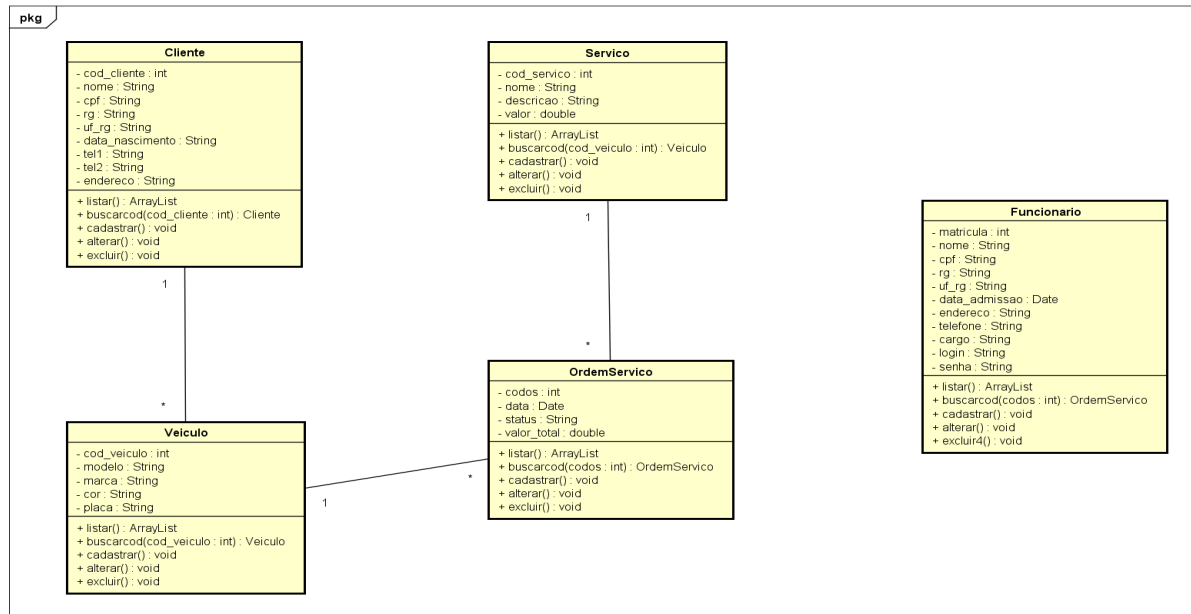 pkg
Cliente
- cod_cliente : int
- nome : String
- cpf : String
- rg : String
- uf_rg : String
- data_nascimento : String
- tel1 : String
- tel2 : String
- endereco : String
+ listar() : ArrayList
+ buscarcod(cod_cliente : int) : Cliente
+ cadastrar() : void
+ alterar() : void
+ excluir() : void
1
*
Servico
- cod_servico : int
- nome : String
- descricao : String
- valor : double
+ listar() : ArrayList
+ buscarcod(cod_veiculo : int) : Veiculo
+ cadastrar() : void
+ alterar() : void
+ excluir() : void
1
*
Funcionario
- matricula : int
- nome : String
- cpf : String
- rg : String
- uf_rg : String
- data_admissao : Date
- endereco : String
- telefone : String
- cargo : String
- login : String
- senha : String
+ listar() : ArrayList
+ buscarcod(codos : int) : OrdemServico
+ cadastrar() : void
+ alterar() : void
+ excluir4() : void
Veiculo
- cod_veiculo : int
- modelo : String
- marca : String
- cor : String
- placa : String
+ listar() : ArrayList
+ buscarcod(cod_veiculo : int) : Veiculo
+ cadastrar() : void
+ alterar() : void
+ excluir() : void
1
*
OrdemServico
- codos : int
- data : Date
- status : String
- valor_total : double
+ listar() : ArrayList
+ buscarcod(codos : int) : OrdemServico
+ cadastrar() : void
+ alterar() : void
+ excluir() : void